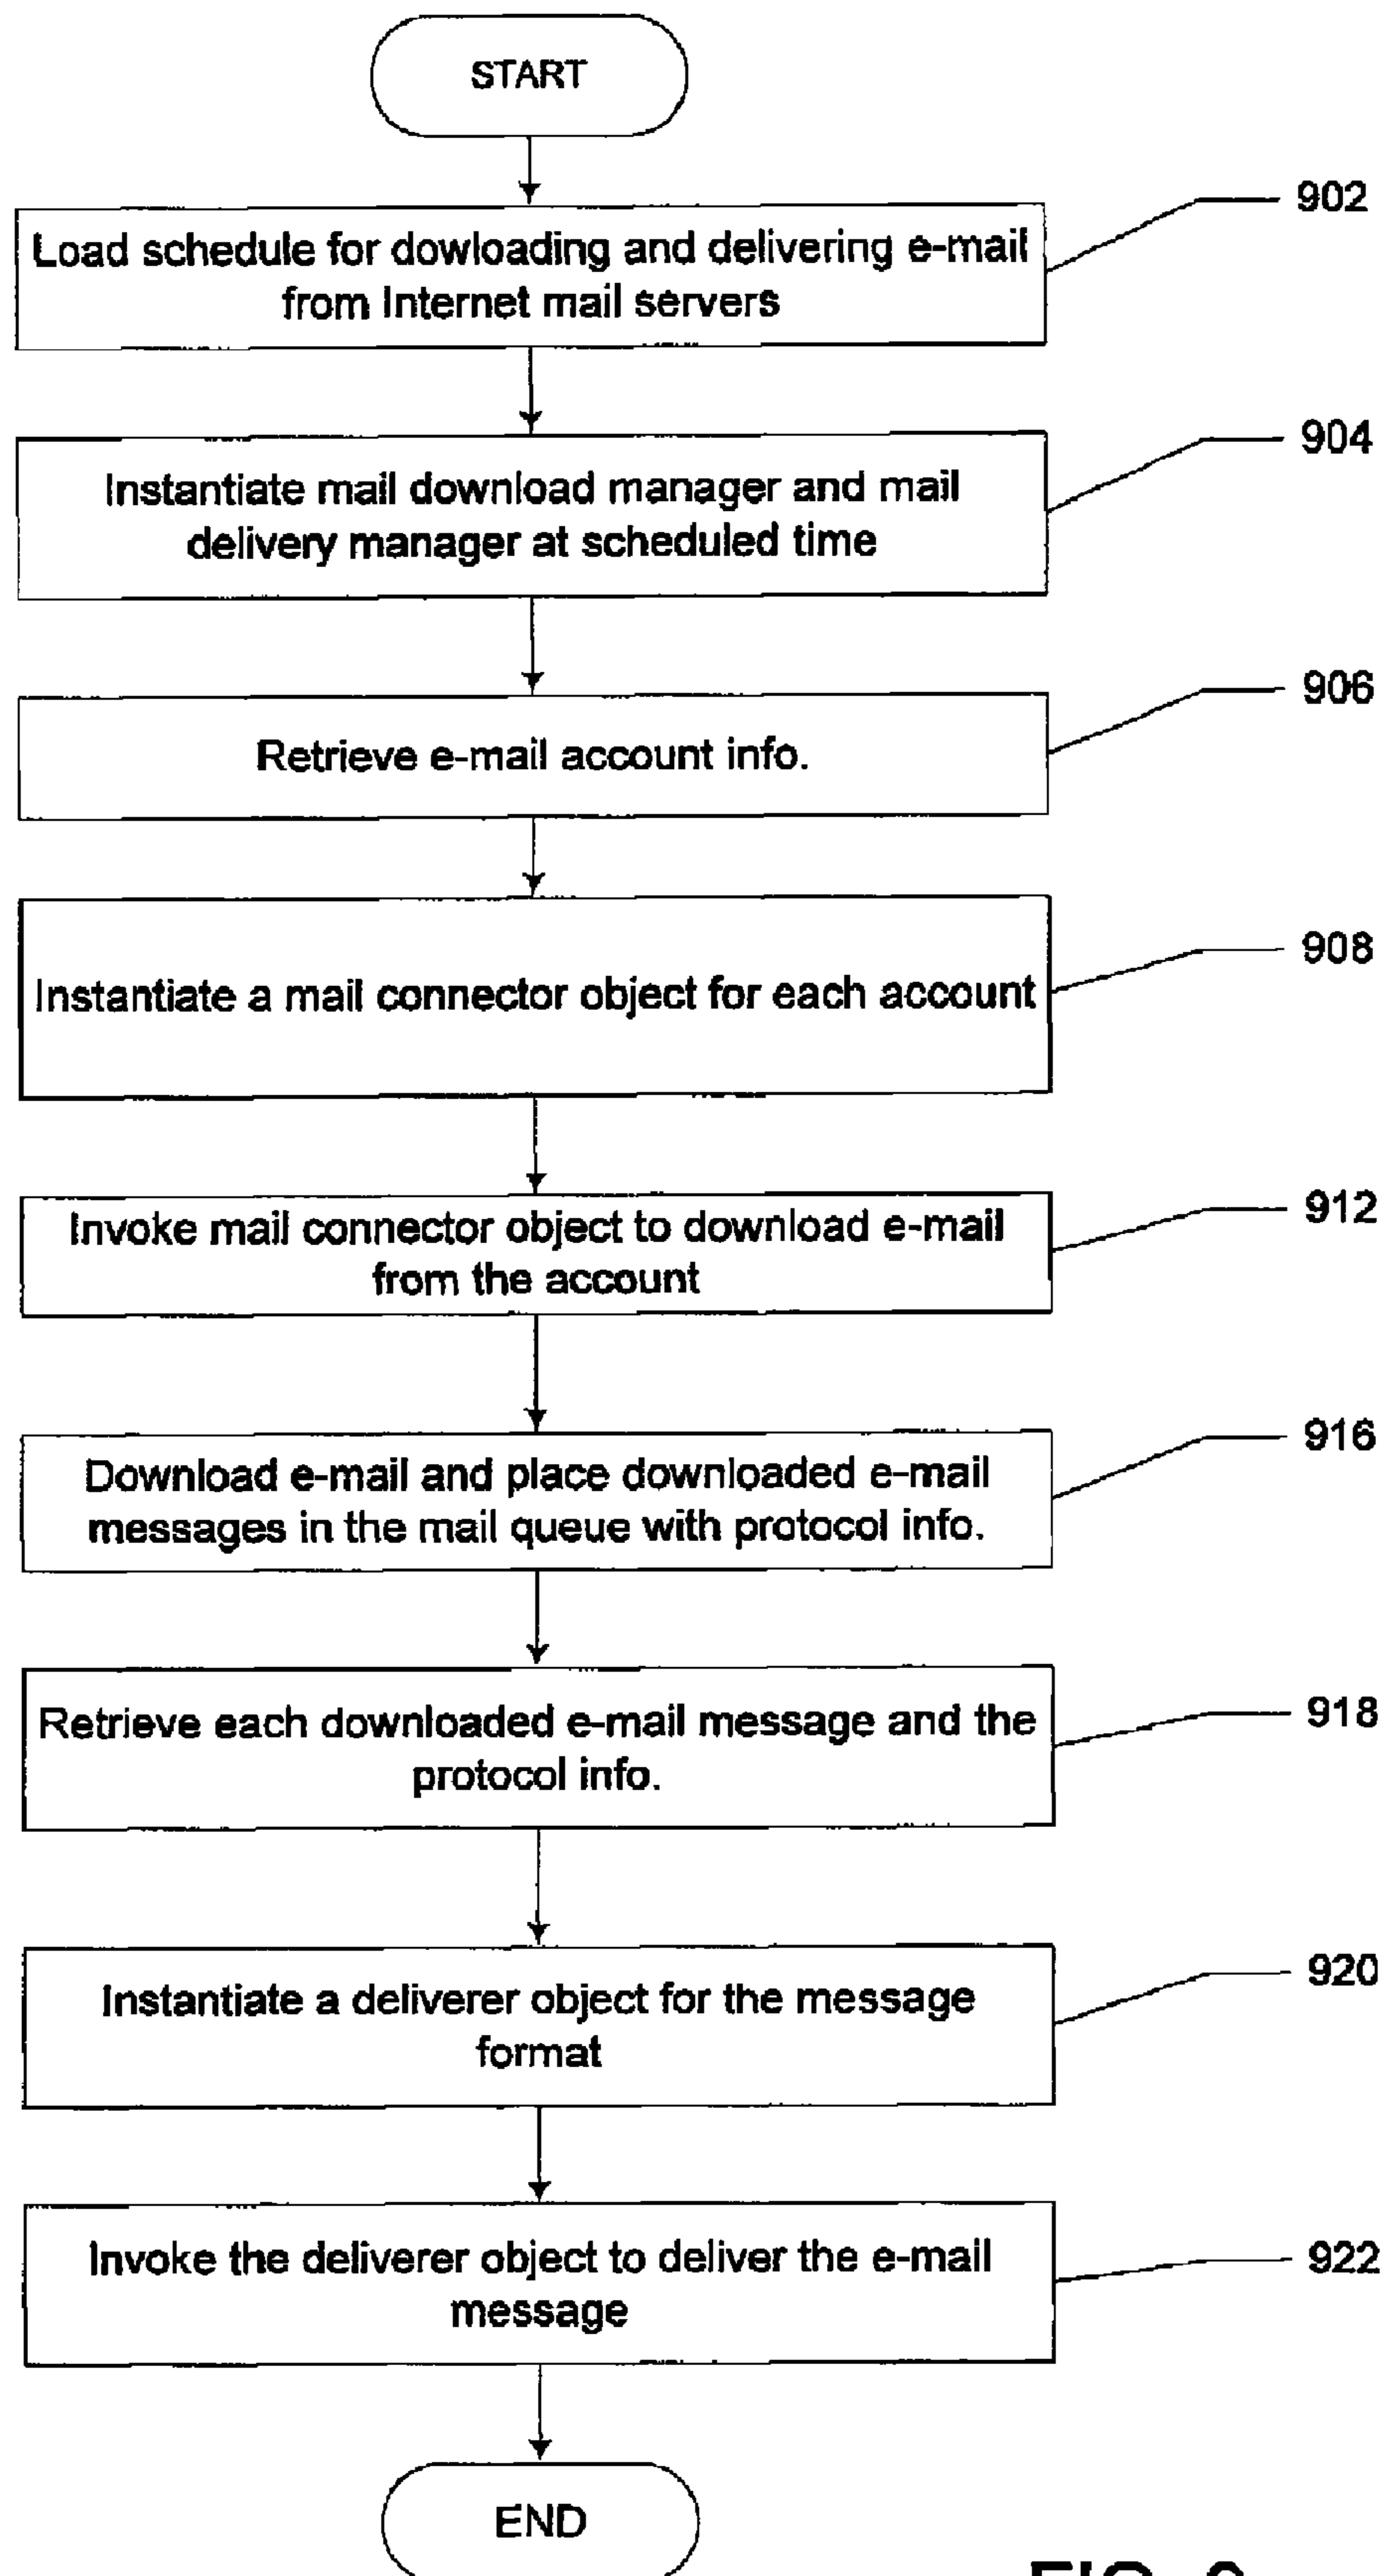 START
902
Load schedule for dowloading and delivering e-mail
from Internet mail servers
904
Instantiate mail download manager and mail
delivery manager at scheduled time
906
Retrieve e-mail account info.
908
Instantiate a mail connector object for each account
912
Invoke mail connector object to download e-mail
from the account
916
Download e-mail and place downloaded e-mail
messages in the mail queue with protocol info.
918
Retrieve each downloaded e-mail message and the
protocol info.
920
Instantiate a deliverer object for the message
format
922
Invoke the deliverer object to deliver the e-mail
message
END